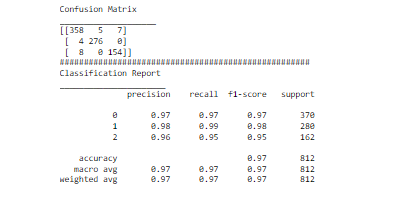 Confusion Matrix
[[358 5 7]
[ 4 276 0]
[ 8 0 154]]
####################################################
Classification Report
precision recall f1-score support
0 0.97 0.97 0.97 370
1 0.98 0.99 0.98 280
2 0.96 0.95 0.95 162
accuracy 0.97 812
macro avg 0.97 0.97 0.97 812
weighted avg 0.97 0.97 0.97 812